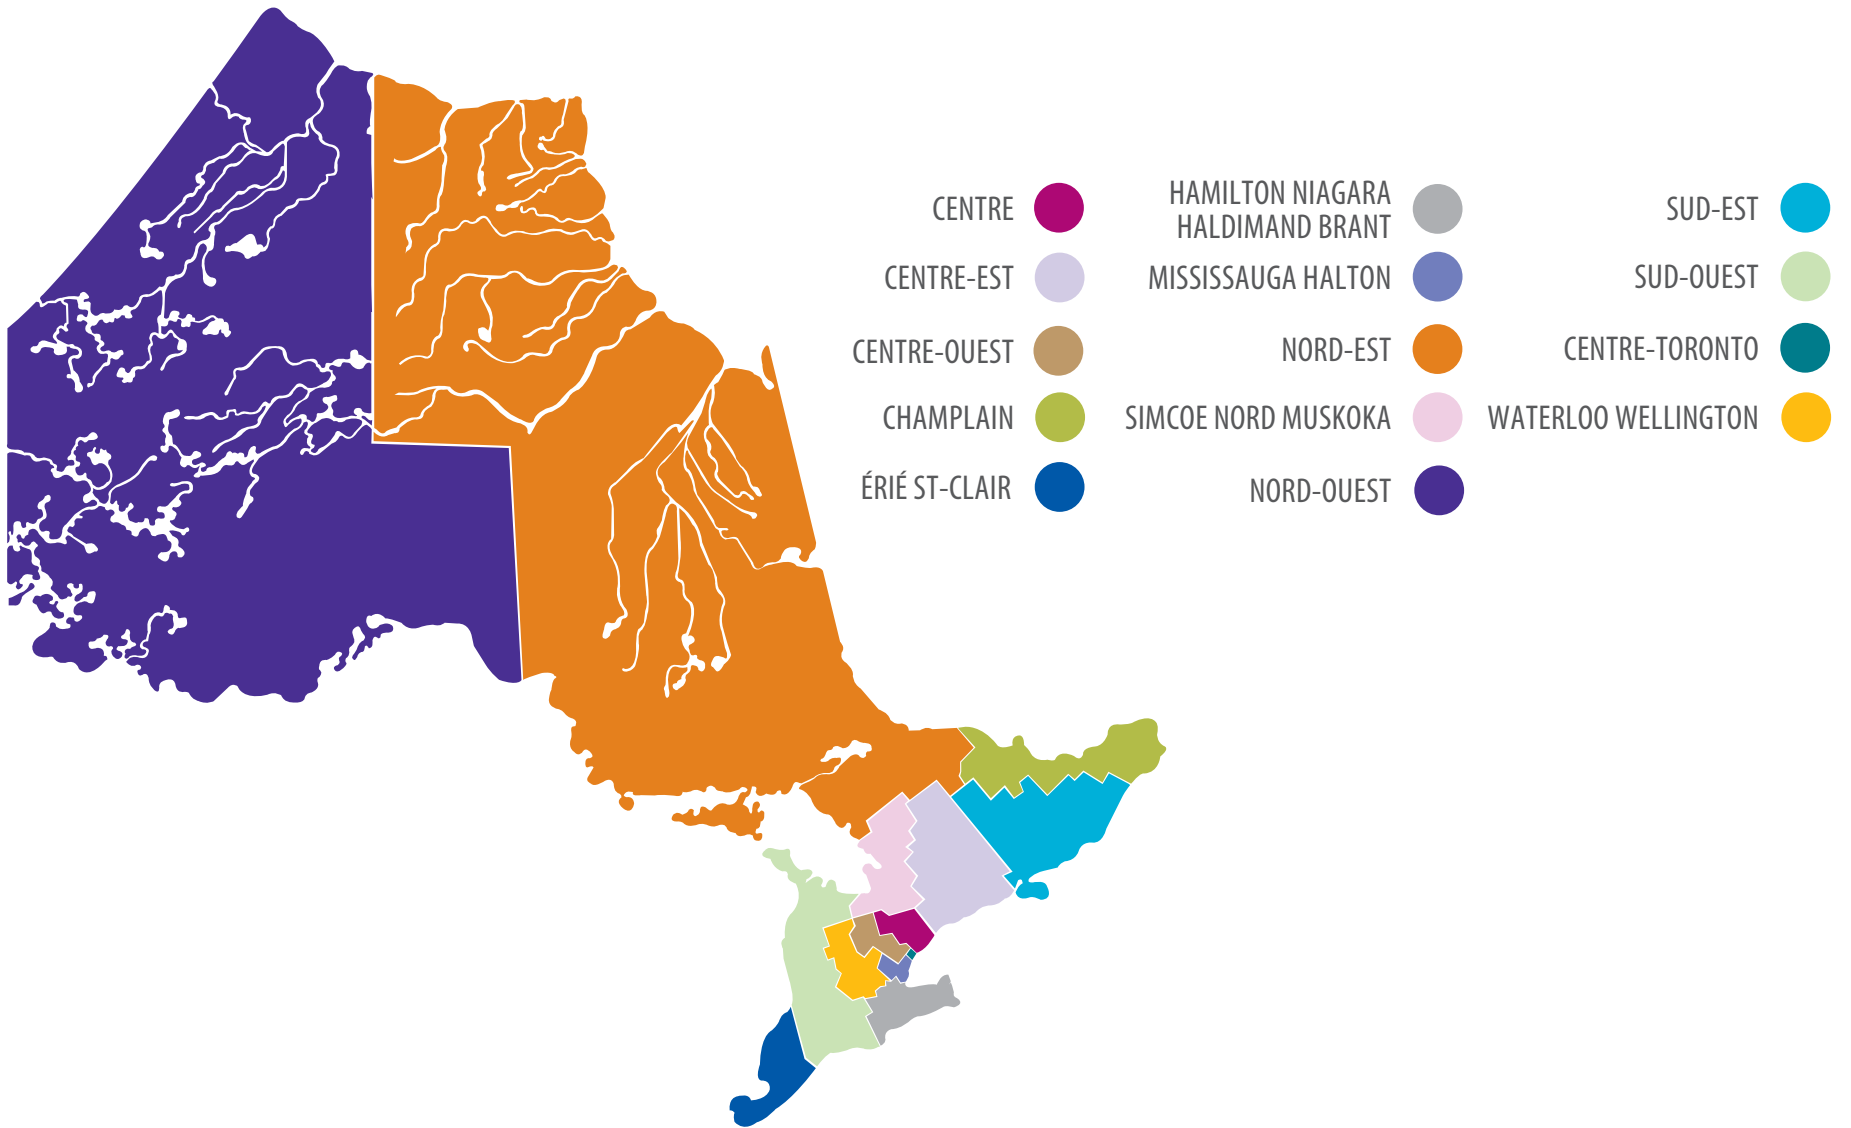 CENTRE
CENTRE-EST
CENTRE-OUEST
CHAMPLAIN
ÉRIÉ ST-CLAIR
HAMILTON NIAGARA
HALDIMAND BRANT
MISSISSAUGA HALTON
NORD-EST
SIMCOE NORD MUSKOKA
NORD-OUEST
SUD-EST
SUD-OUEST
CENTRE-TORONTO
WATERLOO WELLINGTON